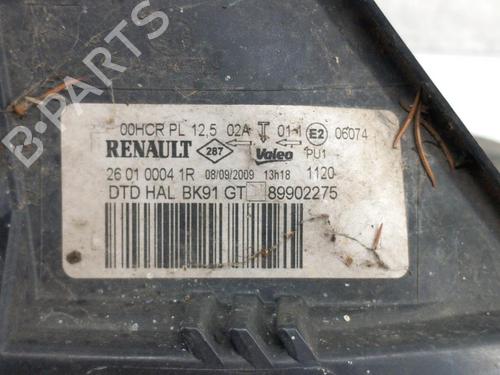 B-PARTS
00HCR PL 12,5 02A T 01-1 E2 06074
RENAULT 287 Valeo PU1
26 01 0004 1R 08/09/2009 13h18 1120
DTD HAL BK91 GT 89902275